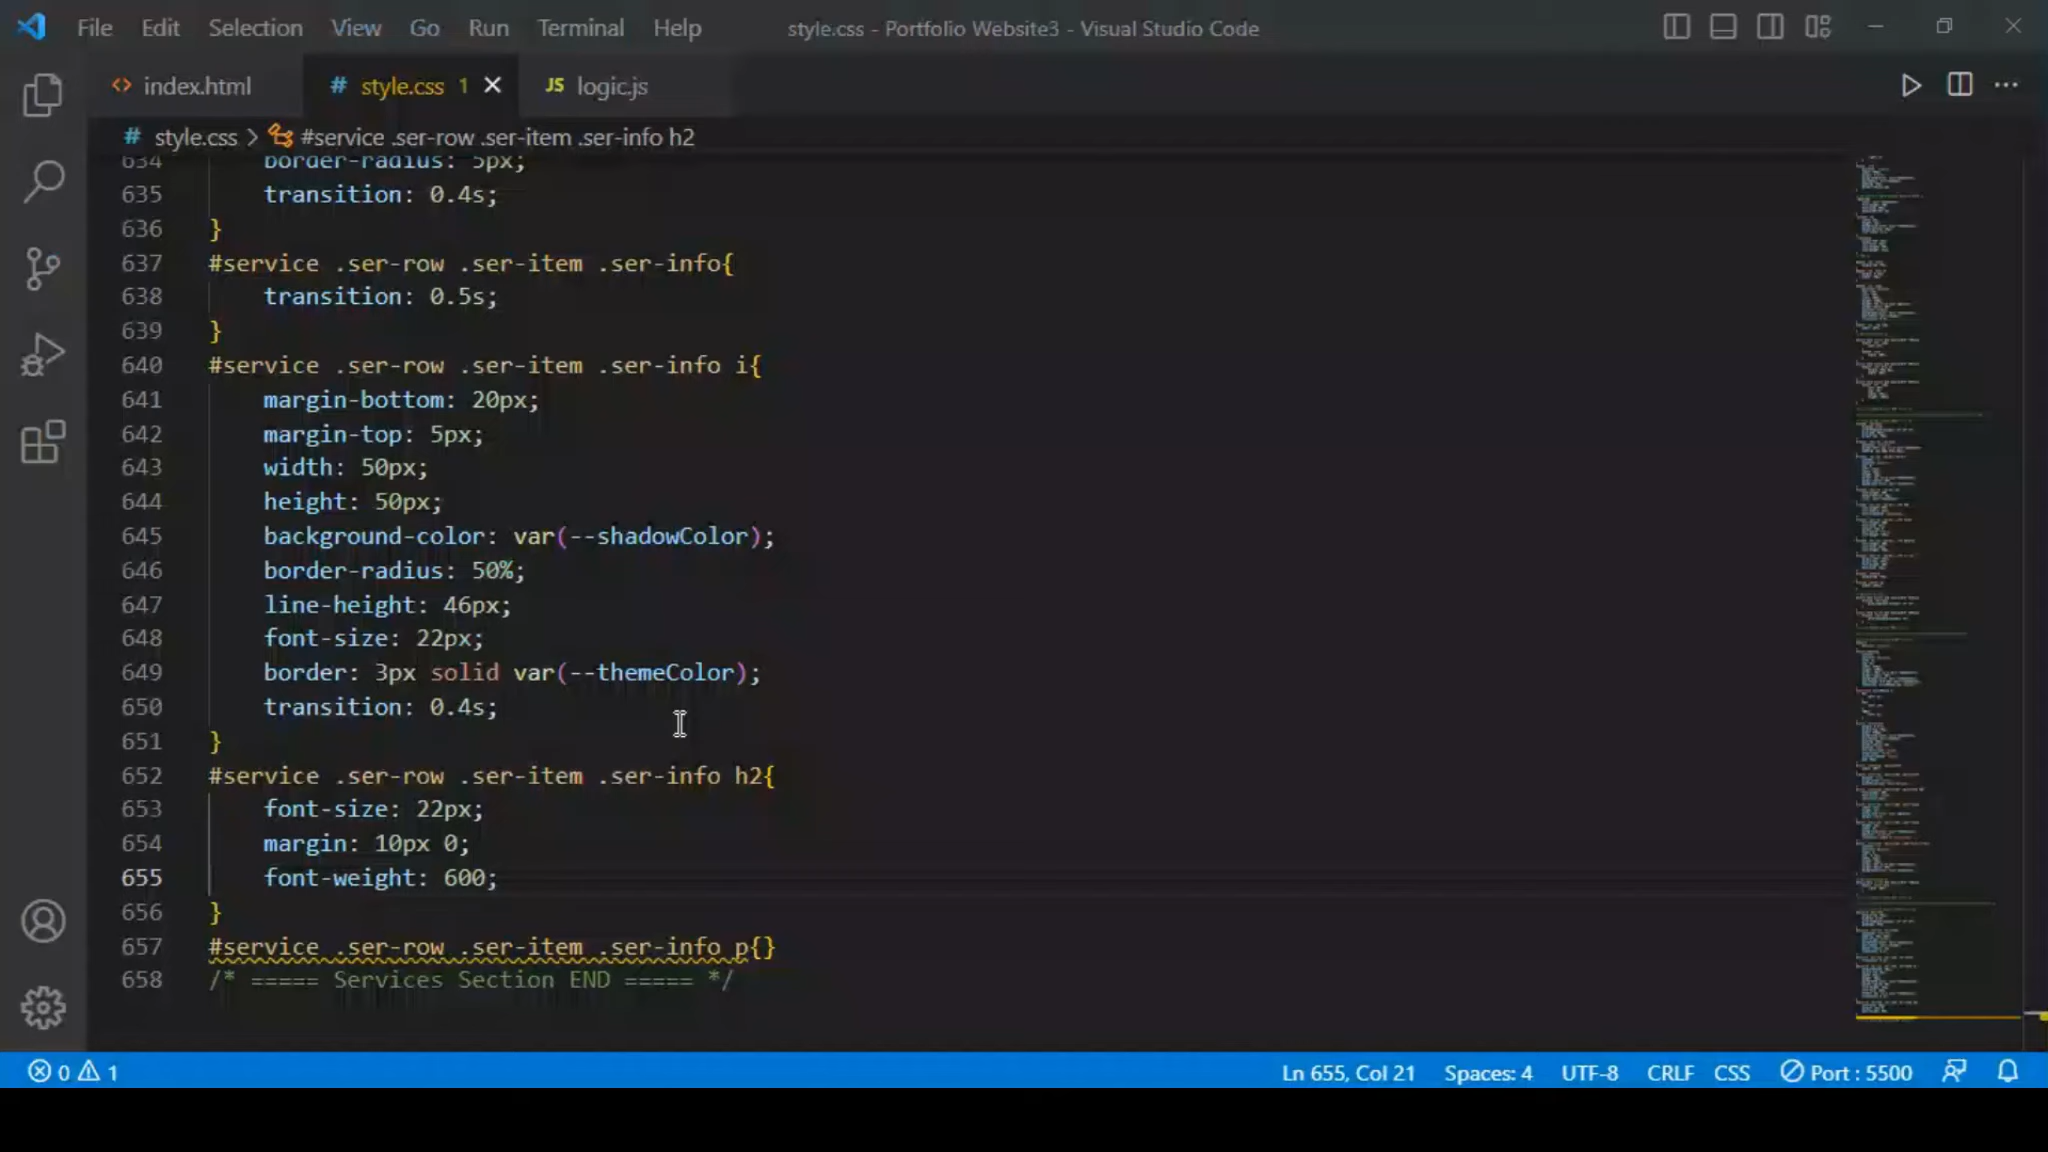 File Edit Selection View Go Run Terminal Help style.css - Portfolio Website3 - Visual Studio Code
index.html # style.css 1 JS logic.js
# style.css > #service .ser-row .ser-item .ser-info h2
634 border-radius: 5px;
635 transition: 0.4s;
636 }
637 #service .ser-row .ser-item .ser-info{
638 transition: 0.5s;
639 }
640 #service .ser-row .ser-item .ser-info i{
641 margin-bottom: 20px;
642 margin-top: 5px;
643 width: 50px;
644 height: 50px;
645 background-color: var(--shadowColor);
646 border-radius: 50%;
647 line-height: 46px;
648 font-size: 22px;
649 border: 3px solid var(--themeColor);
650 transition: 0.4s;
651 }
652 #service .ser-row .ser-item .ser-info h2{
653 font-size: 22px;
654 margin: 10px 0;
655 font-weight: 600;
656 }
657 #service .ser-row .ser-item .ser-info p{}
658 /* ===== Services Section END ===== */
0 1 Ln 655, Col 21 Spaces: 4 UTF-8 CRLF CSS Port : 5500